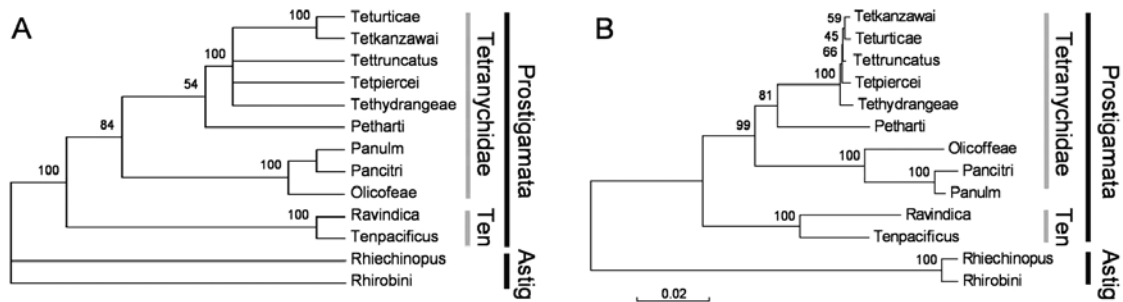 A
100
Teturticae
Tetkanzawai
100
Tettruncatus
Tetpiercei
54
Tethydrangeae
Petharti
84
Panulm
100
Pancitri
100
Olicofeae
100
Ravindica
Tenpacificus
Rhiechinopus
Rhirobini
Tetranychidae
Ten
Prostigamata
Astig
B
59
Tetkanzawai
45
Teturticae
66
Tettruncatus
100
Tetpiercei
81
Tethydrangeae
Petharti
99
100
Olicoffeae
100
Pancitri
Panulm
100
Ravindica
Tenpacificus
100
Rhiechinopus
Rhirobini
0.02
Tetranychidae
Ten
Prostigamata
Astig